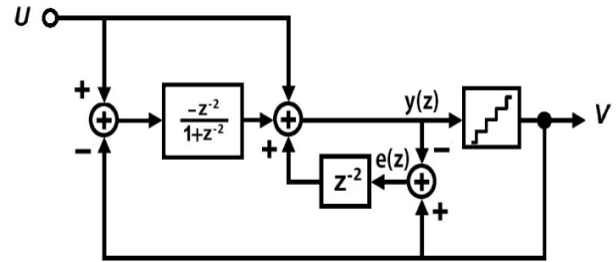 U
+
+
−
-z⁻²
1+z⁻²
+
+
y(z)
V
−
e(z)
z⁻²
+
+